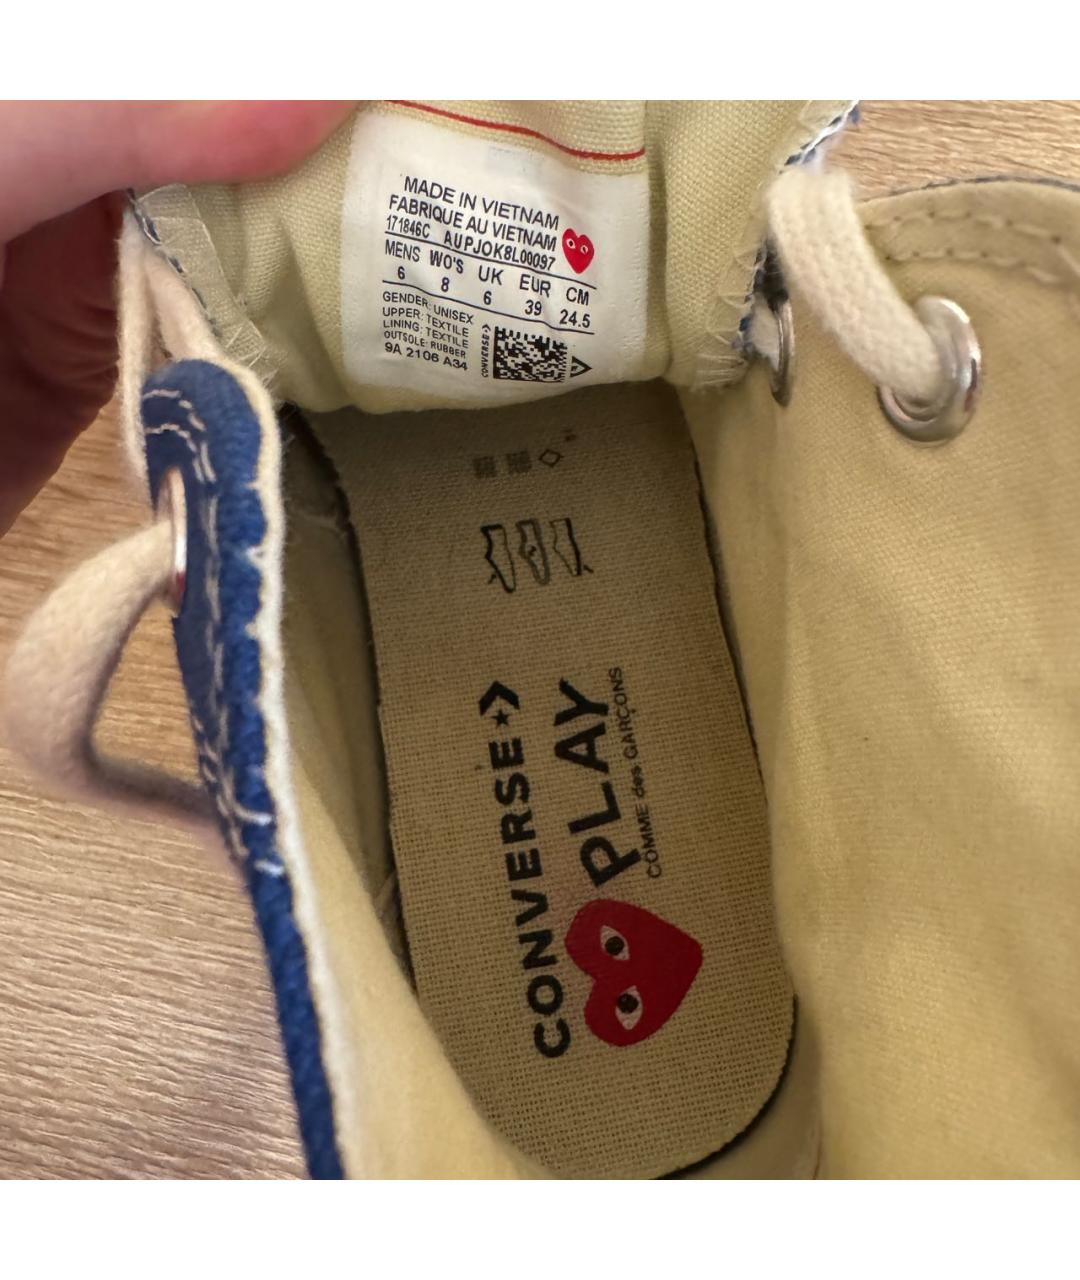 MADE IN VIETNAM
FABRIQUE AU VIETNAM
171846C AUPJOK8L00097
MENS WO'S UK EUR CM
6 8 6 39 24.5
GENDER: UNISEX
UPPER: TEXTILE
LINING: TEXTILE
OUTSOLE: RUBBER
9A 2106 A34
CONVERSE
CONVERSE
PLAY
COMME des GARÇONS